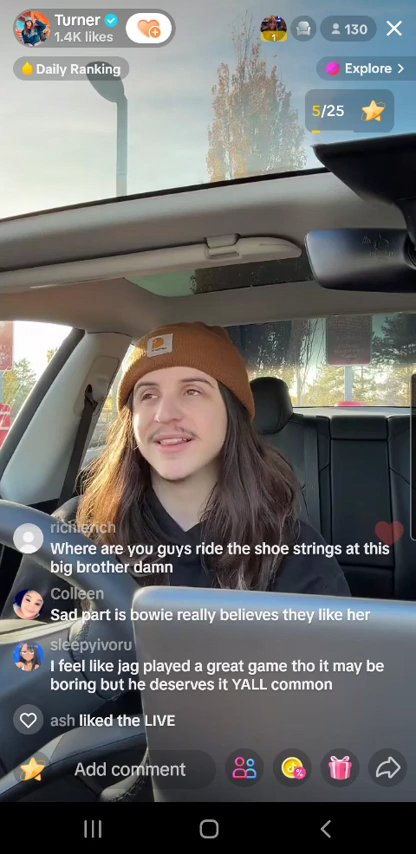 Turner
1.4K likes
1
130
Daily Ranking
Explore >
5/25
richierich
Where are you guys ride the shoe strings at this
big brother damn
Colleen
Sad part is bowie really believes they like her
sleepyivoru
I feel like jag played a great game tho it may be
boring but he deserves it YALL common
ash liked the LIVE
Add comment